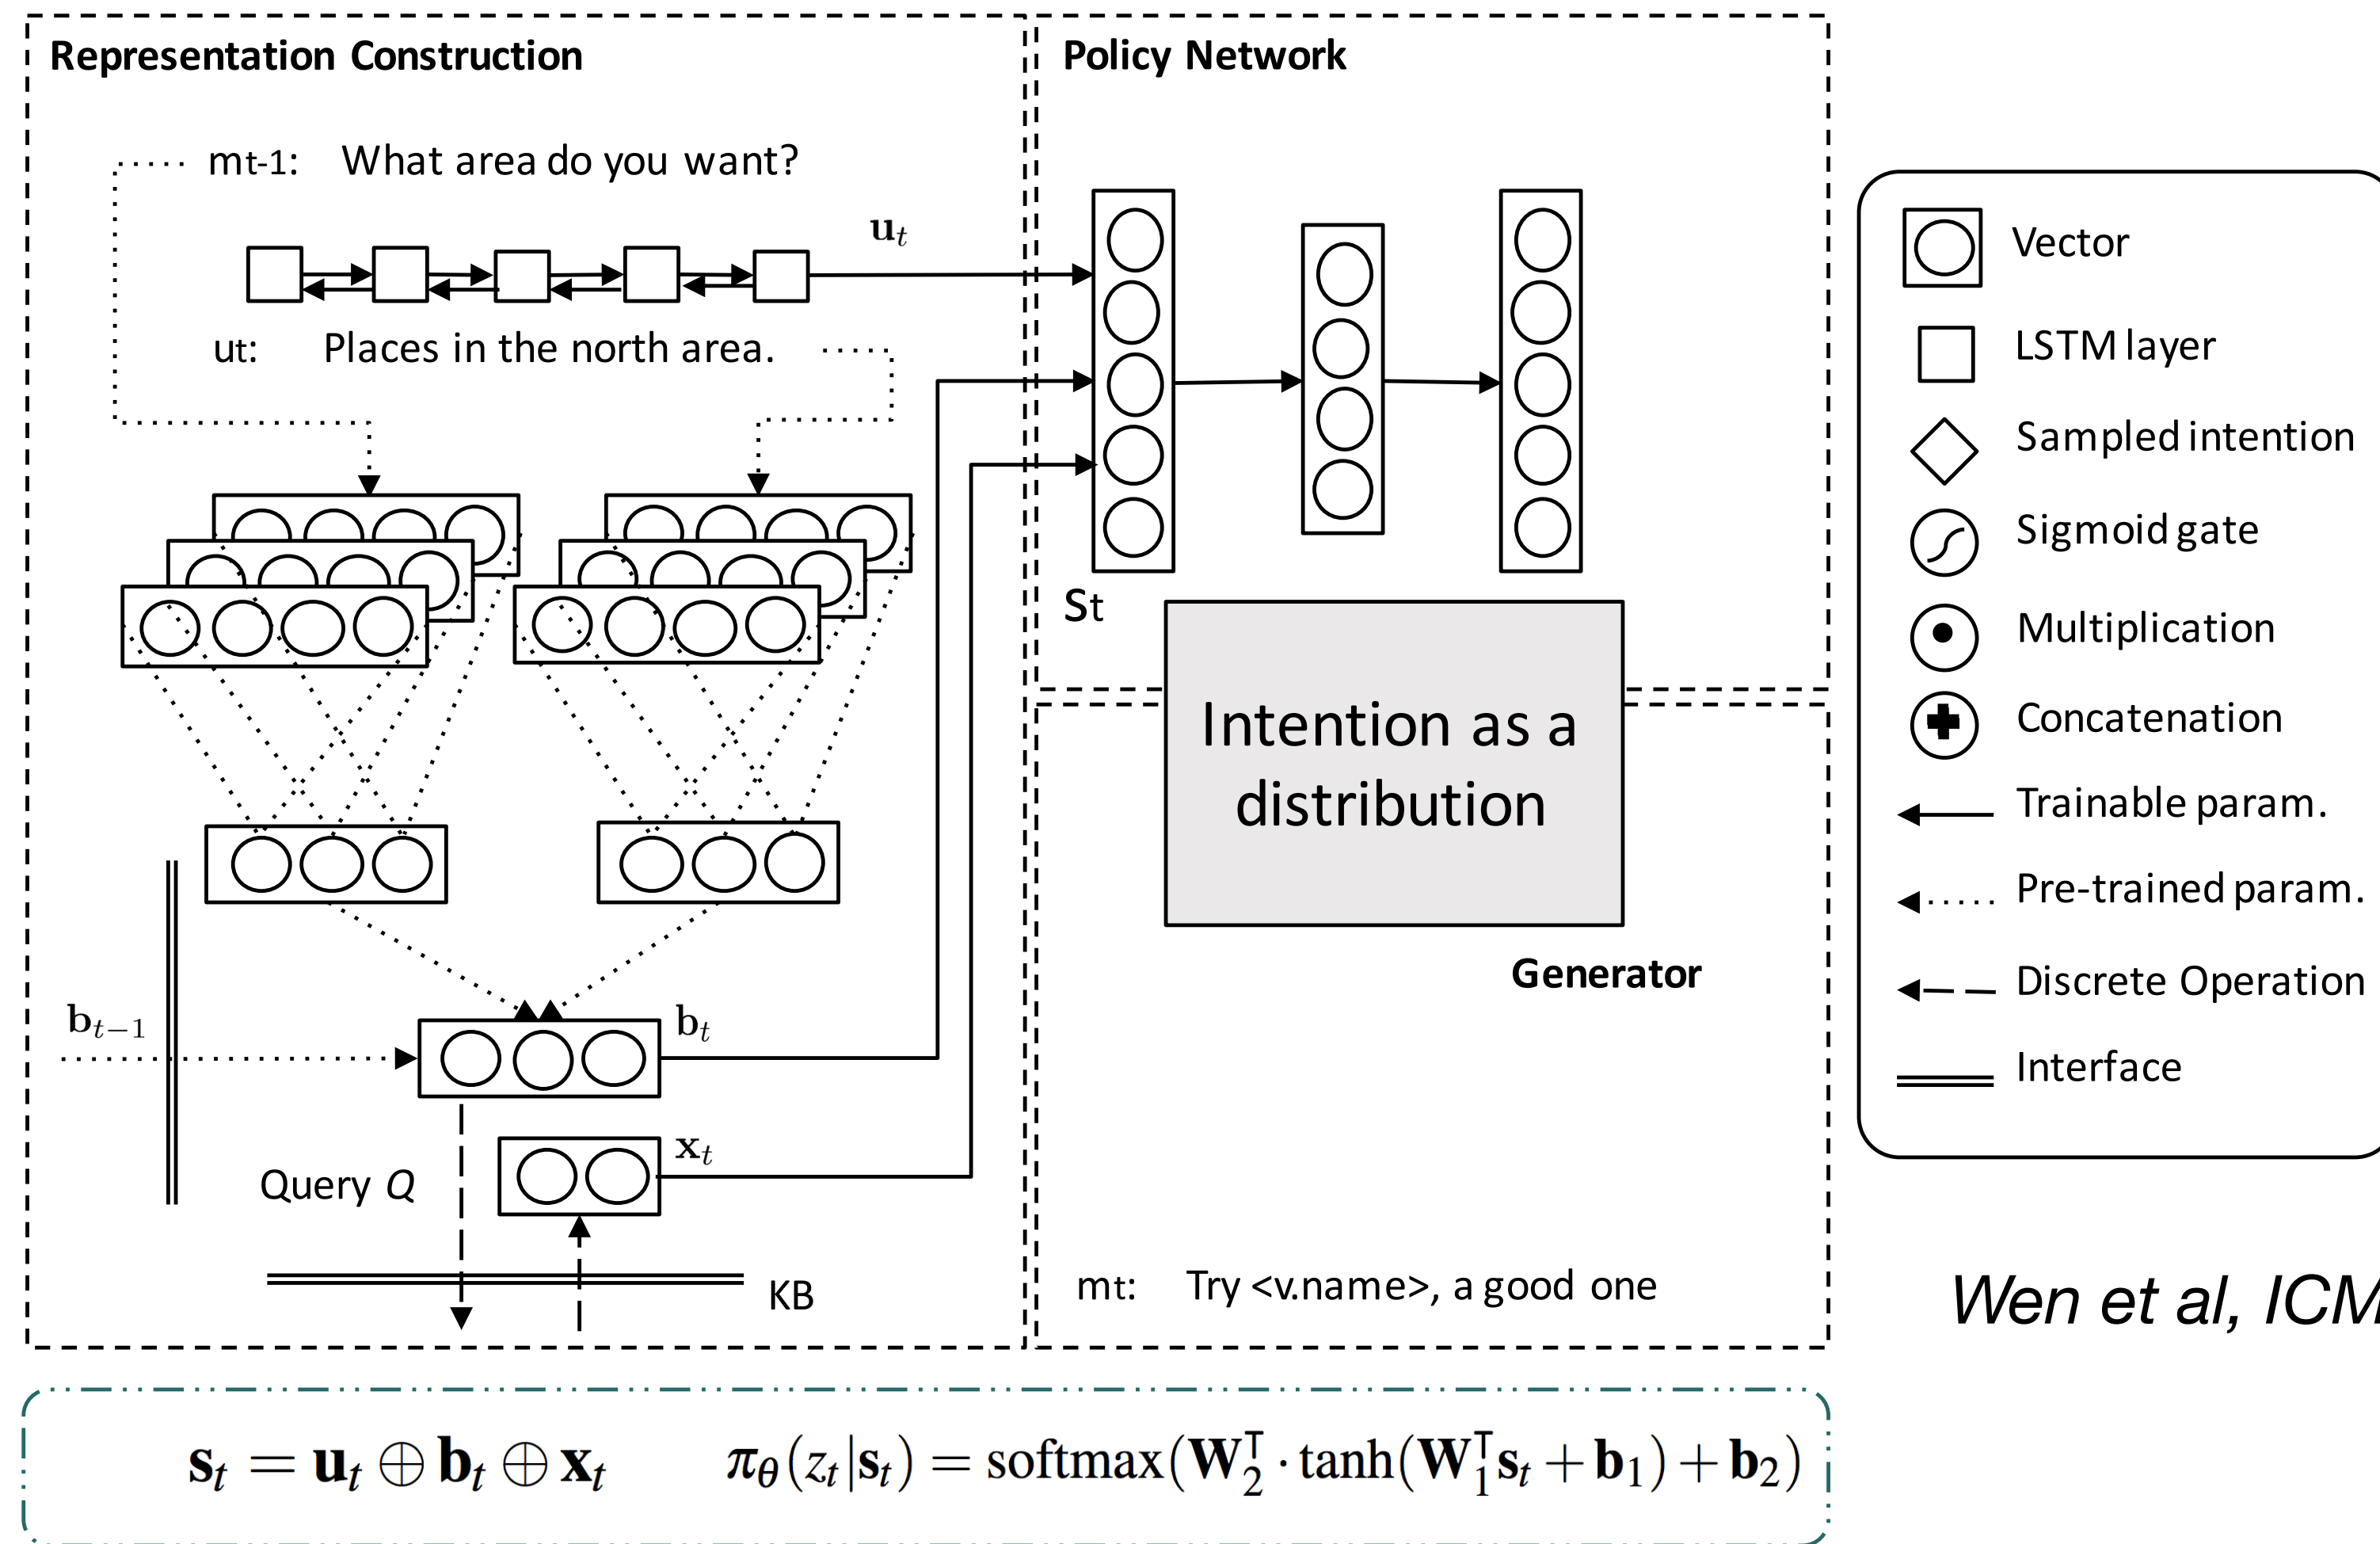 Representation Construction
Policy Network
mt-1: What area do you want?
𝐮ₜ
ut: Places in the north area.
st
Intention as a
distribution
Generator
𝐛ₜ₋₁
𝐛ₜ
𝐱ₜ
Query Q
KB
mt: Try <v.name>, a good one
Vector
LSTM layer
Sampled intention
Sigmoid gate
Multiplication
Concatenation
Trainable param.
Pre-trained param.
Discrete Operation
Interface
Wen et al, ICM
𝐬ₜ = 𝐮ₜ ⊕ 𝐛ₜ ⊕ 𝐱ₜ π_θ(zₜ|𝐬ₜ) = softmax(𝐖₂ᵀ · tanh(𝐖₁ᵀ𝐬ₜ + 𝐛₁) + 𝐛₂)